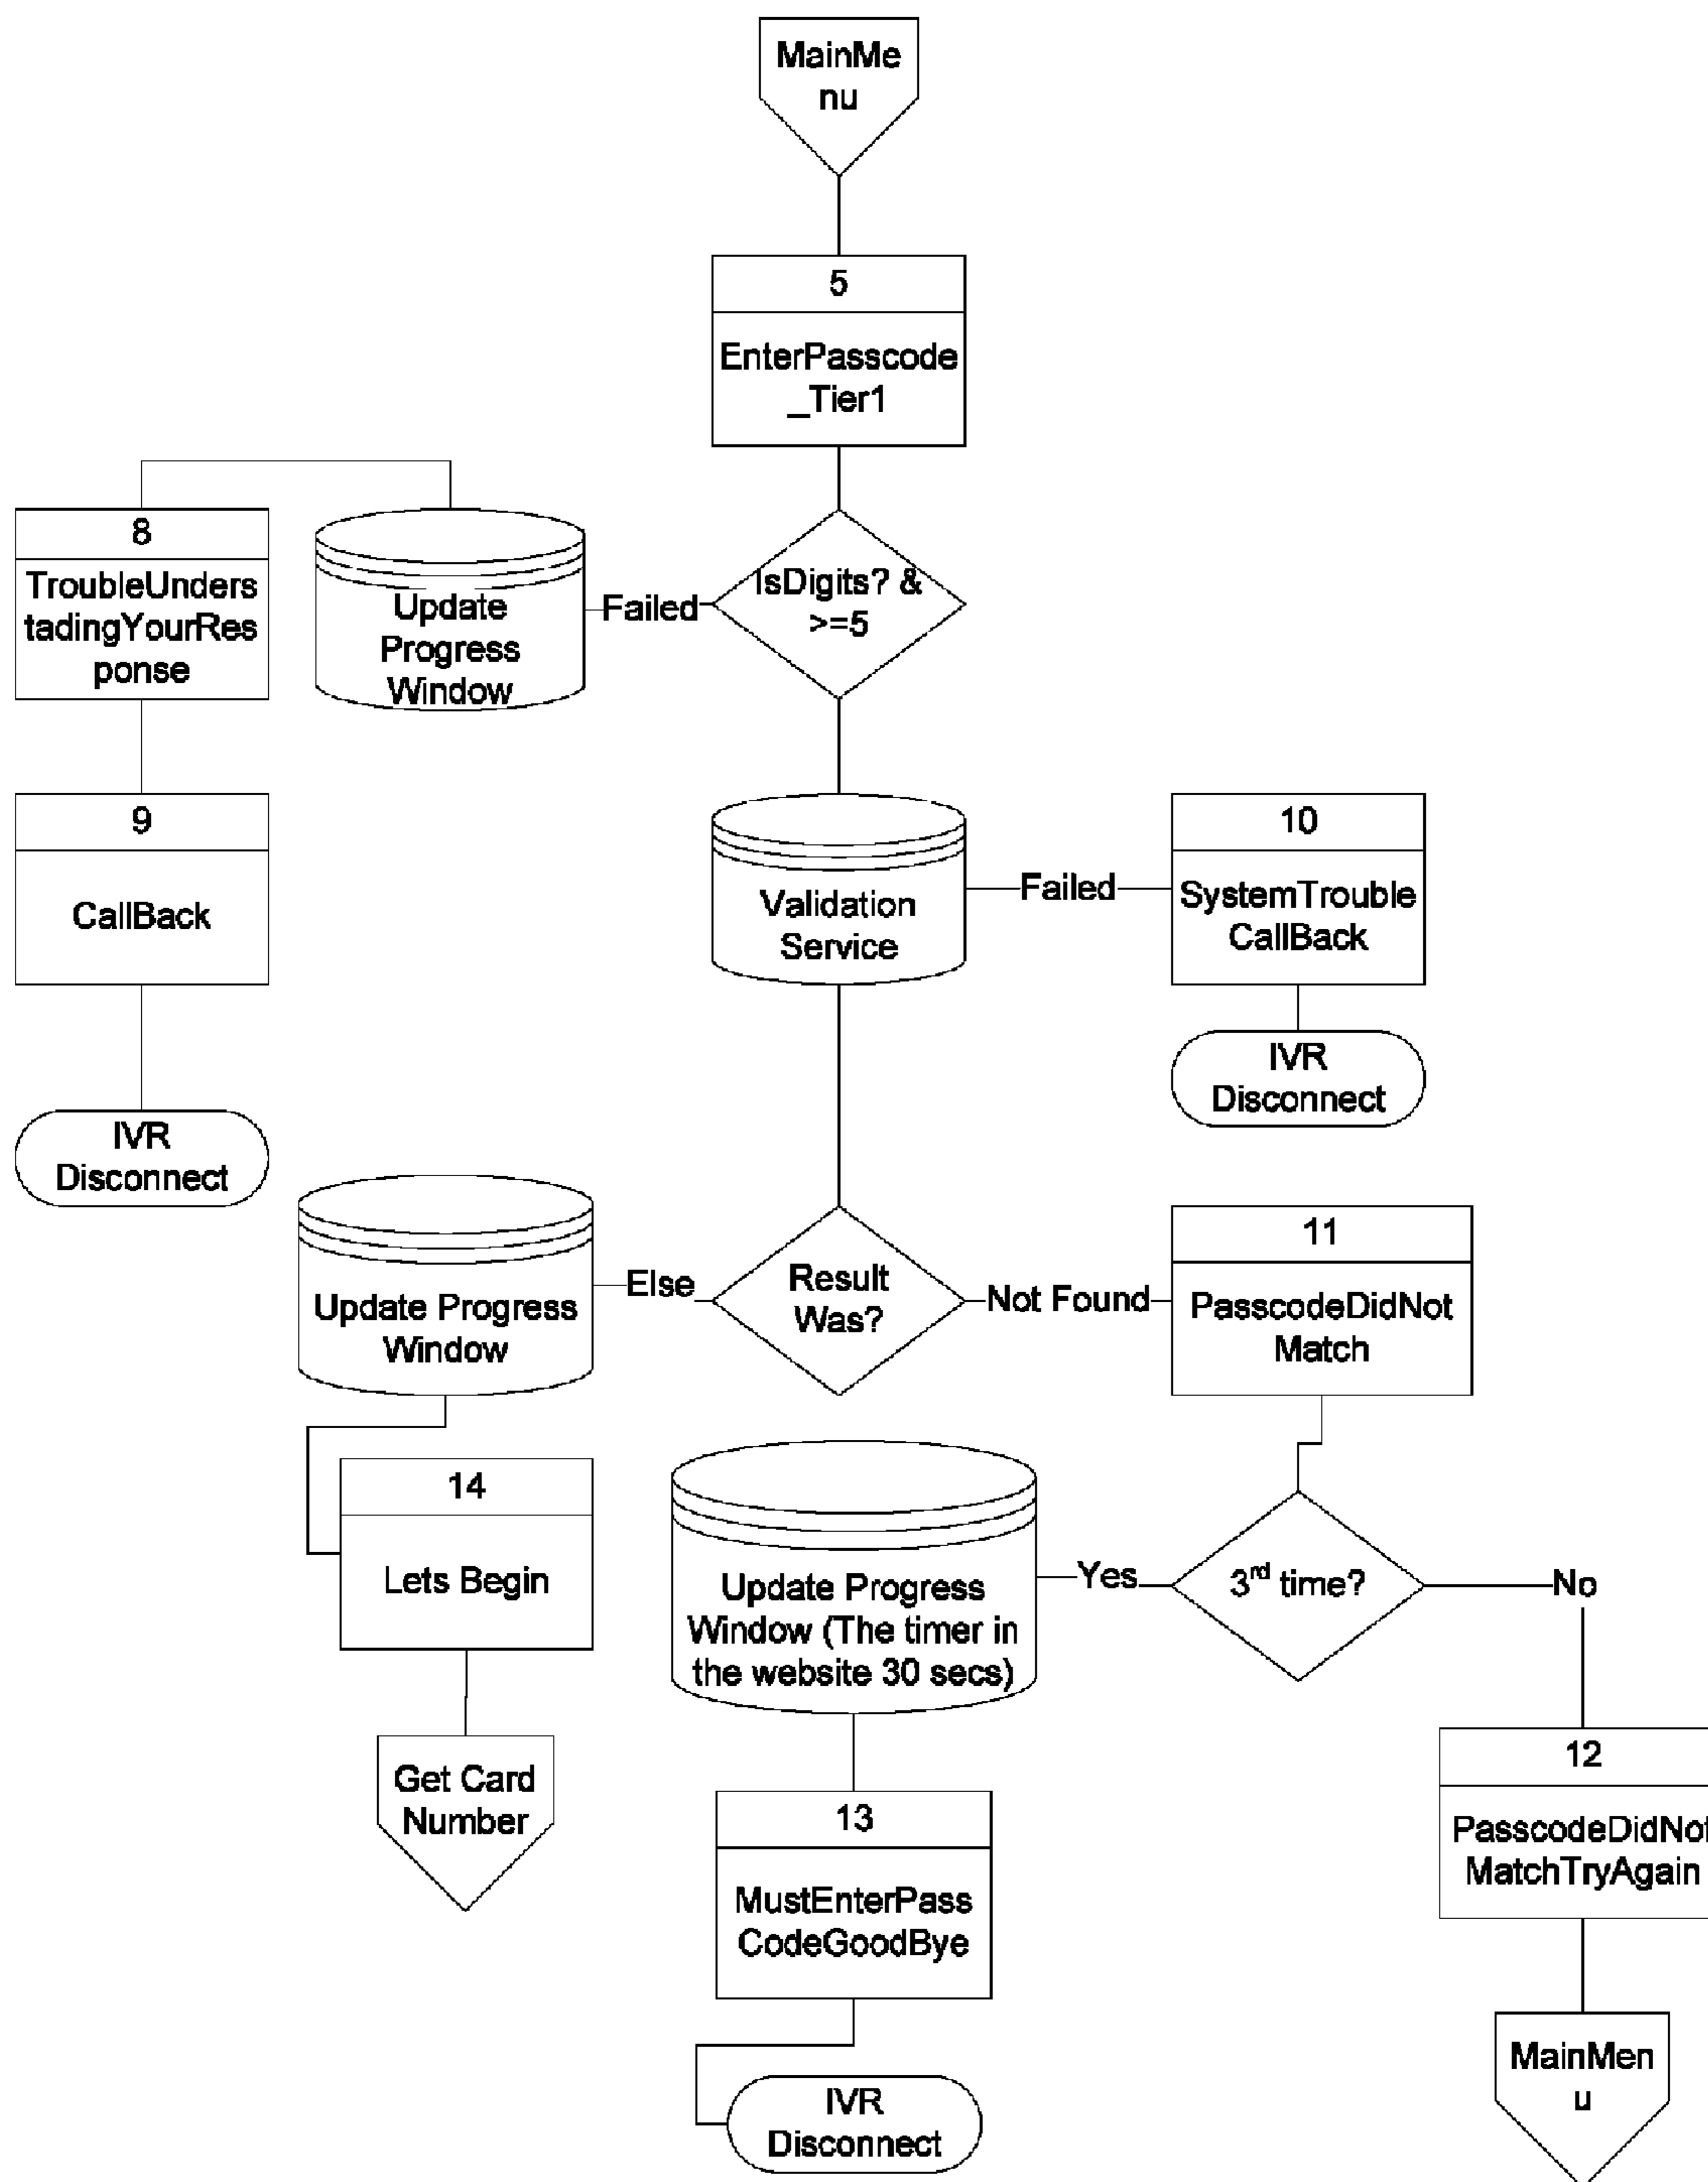 MainMe
nu
5
EnterPasscode
_Tier1
8
TroubleUnders
tadingYourRes
ponse
Update
Progress
Window
Failed
IsDigits? &
>=5
9
CallBack
Validation
Service
Failed
10
SystemTrouble
CallBack
IVR
Disconnect
IVR
Disconnect
Update Progress
Window
Else
Result
Was?
Not Found
11
PasscodeDidNot
Match
14
Lets Begin
Update Progress
Window (The timer in
the website 30 secs)
Yes
3rd time?
No
Get Card
Number
13
MustEnterPass
CodeGoodBye
12
PasscodeDidNot
MatchTryAgain
IVR
Disconnect
MainMen
u